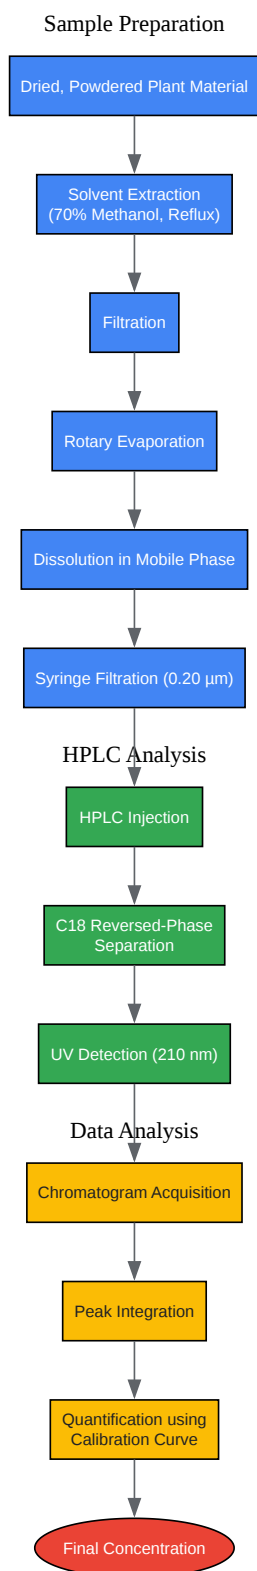 Sample Preparation
Dried, Powdered Plant Material
Solvent Extraction
(70% Methanol, Reflux)
Filtration
Rotary Evaporation
Dissolution in Mobile Phase
Syringe Filtration (0.20 µm)
HPLC Analysis
HPLC Injection
C18 Reversed-Phase
Separation
UV Detection (210 nm)
Data Analysis
Chromatogram Acquisition
Peak Integration
Quantification using
Calibration Curve
Final Concentration